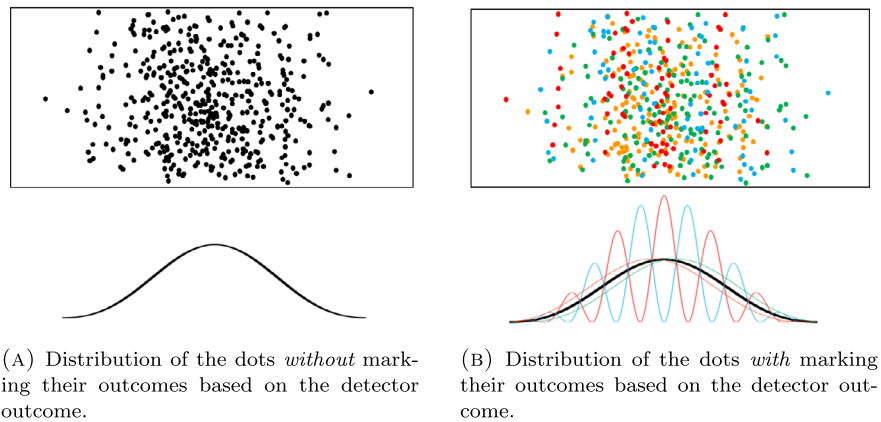 (A) Distribution of the dots without mark-
ing their outcomes based on the detector
outcome.
(B) Distribution of the dots with marking
their outcomes based on the detector out-
come.